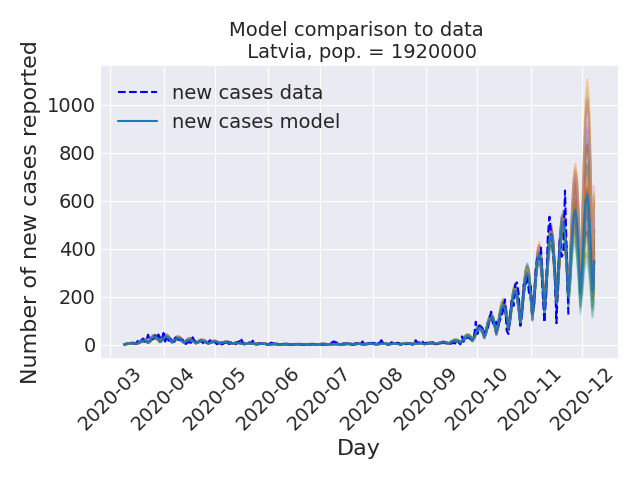 Model comparison to data
Latvia, pop. = 1920000
Number of new cases reported
1000
800
600
400
200
0
new cases data
new cases model
2020-03
2020-04
2020-05
2020-06
2020-07
2020-08
2020-09
2020-10
2020-11
2020-12
Day